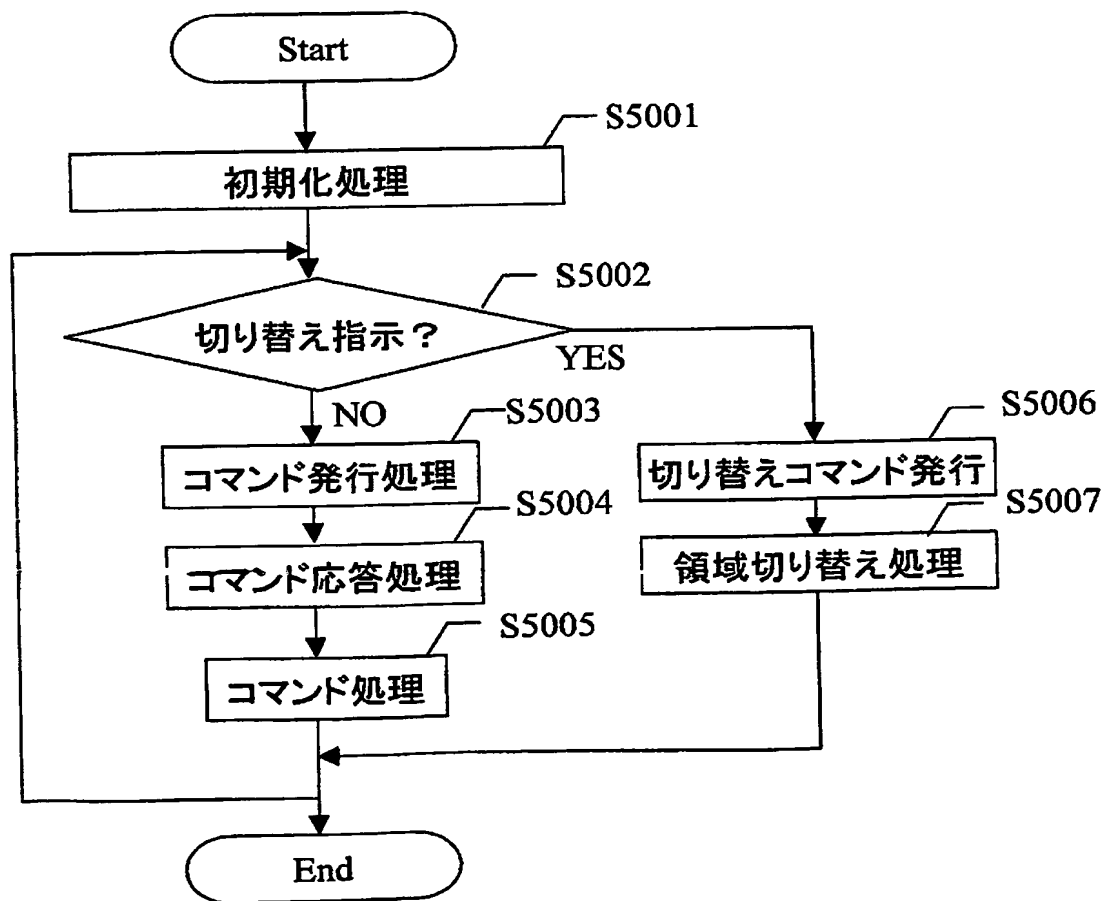 Start
S5001
初期化処理
S5002
切り替え指示？
YES
NO
S5003
コマンド発行処理
S5004
コマンド応答処理
S5005
コマンド処理
S5006
切り替えコマンド発行
S5007
領域切り替え処理
End